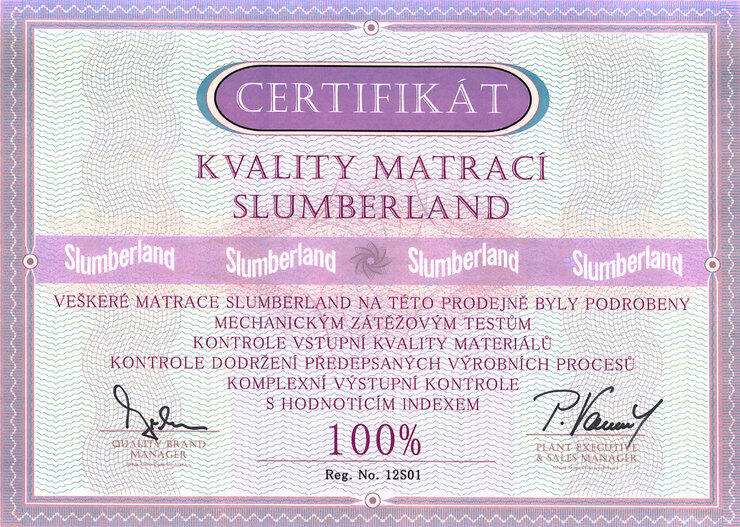 CERTIFIKÁT
KVALITY MATRACÍ
SLUMBERLAND
Slumberland Slumberland Slumberland Slumberland
VEŠKERÉ MATRACE SLUMBERLAND NA TÉTO PRODEJNĚ BYLY PODROBENY
MECHANICKÝM ZÁTĚŽOVÝM TESTŮM
KONTROLE VSTUPNÍ KVALITY MATERIÁLŮ
KONTROLE DODRŽENÍ PŘEDEPSANÝCH VÝROBNÍCH PROCESŮ
KOMPLEXNÍ VÝSTUPNÍ KONTROLE
S HODNOTÍCÍM INDEXEM
100%
Reg. No. 12S01
QUALITY BRAND
MANAGER
PLANT EXECUTIVE
& SALES MANAGER